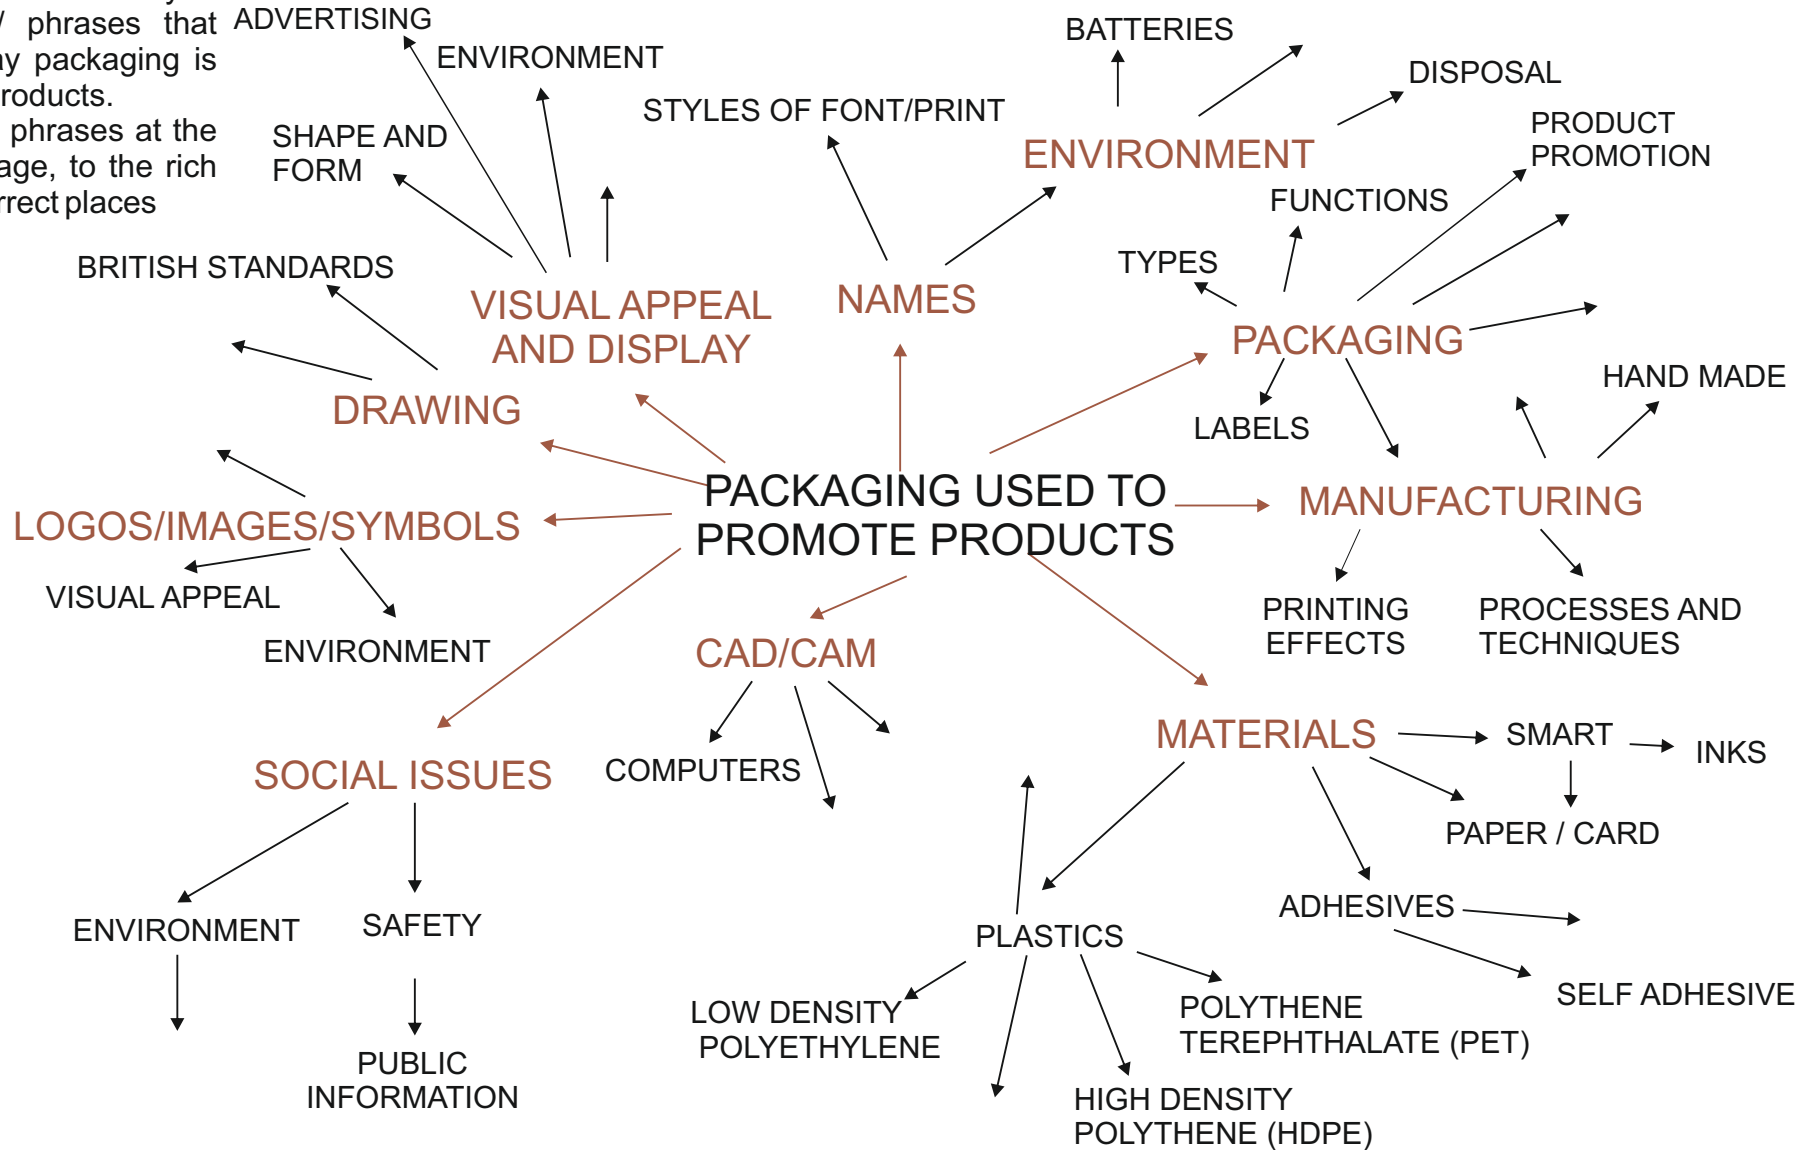 phrases that
packaging is
phrases at the
to the rich
places
ADVERTISING
ENVIRONMENT
SHAPE AND
FORM
STYLES OF FONT/PRINT
BATTERIES
DISPOSAL
ENVIRONMENT
PRODUCT
PROMOTION
FUNCTIONS
TYPES
BRITISH STANDARDS
VISUAL APPEAL
AND DISPLAY
NAMES
PACKAGING
LABELS
HAND MADE
DRAWING
LOGOS/IMAGES/SYMBOLS
VISUAL APPEAL
ENVIRONMENT
PACKAGING USED TO
PROMOTE PRODUCTS
MANUFACTURING
PRINTING
EFFECTS
PROCESSES AND
TECHNIQUES
CAD/CAM
COMPUTERS
SOCIAL ISSUES
ENVIRONMENT
SAFETY
PUBLIC
INFORMATION
MATERIALS
SMART
INKS
PAPER / CARD
ADHESIVES
SELF ADHESIVE
PLASTICS
LOW DENSITY
POLYETHYLENE
POLYTHENE
TEREPHTHALATE (PET)
HIGH DENSITY
POLYTHENE (HDPE)